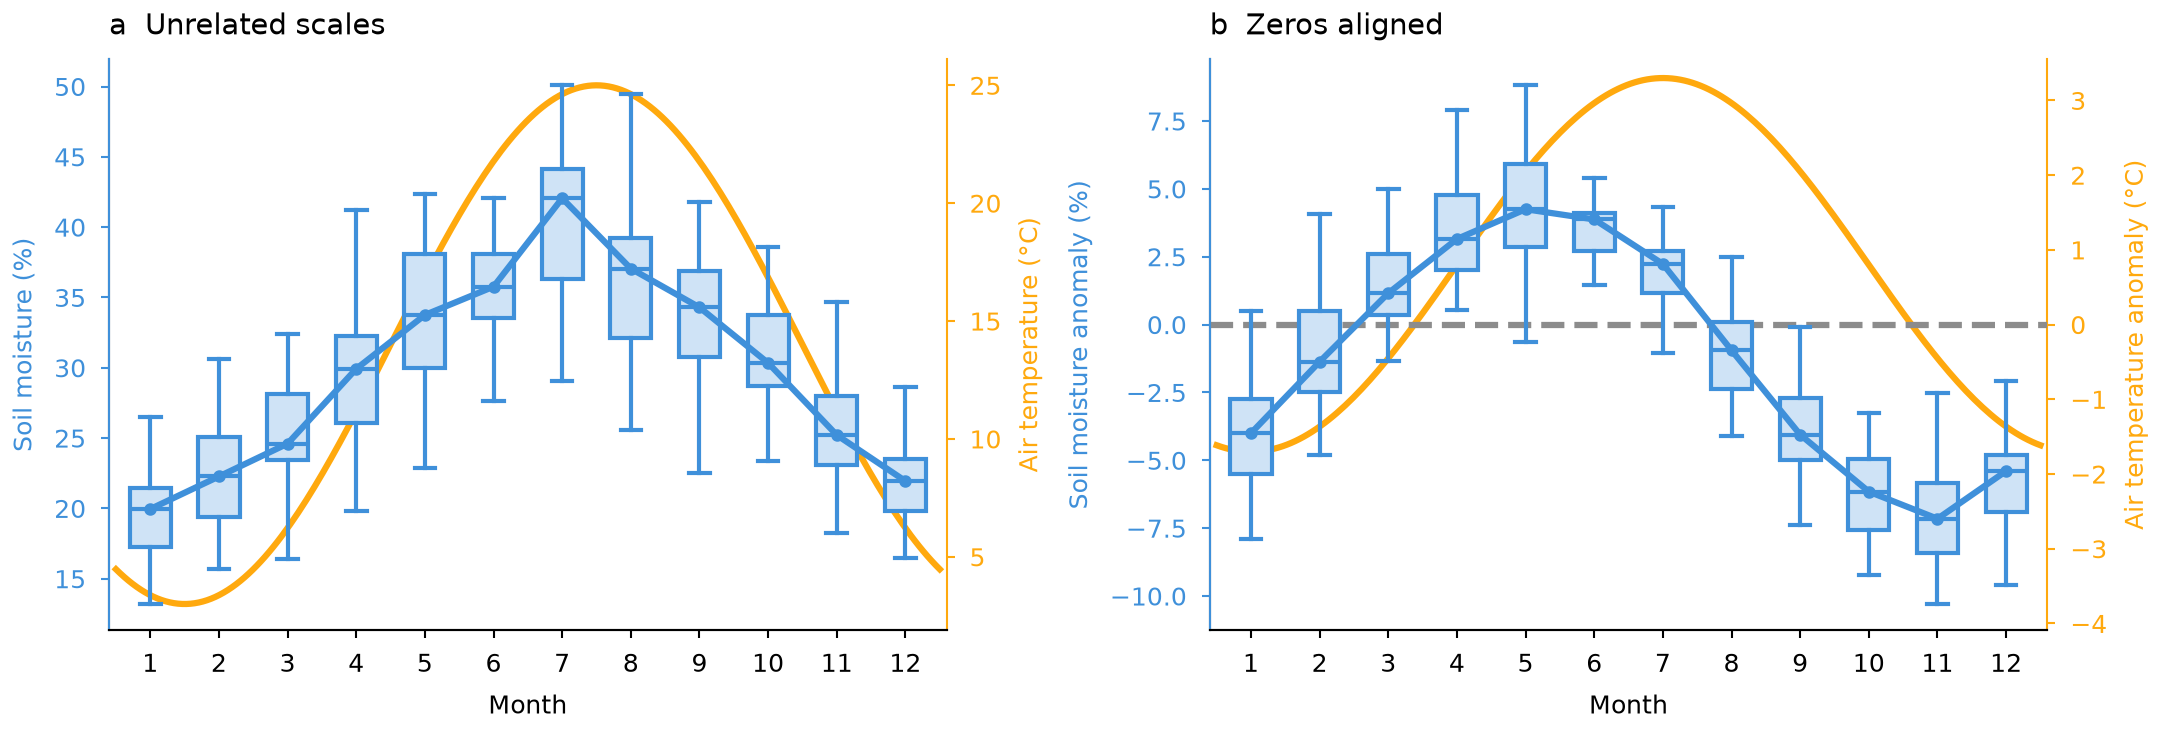 a Unrelated scales
Soil moisture (%)
50
45
40
35
30
25
20
15
25
20
15
10
5
Air temperature (°C)
1 2 3 4 5 6 7 8 9 10 11 12
Month
b Zeros aligned
Soil moisture anomaly (%)
7.5
5.0
2.5
0.0
−2.5
−5.0
−7.5
−10.0
3
2
1
0
−1
−2
−3
−4
Air temperature anomaly (°C)
1 2 3 4 5 6 7 8 9 10 11 12
Month